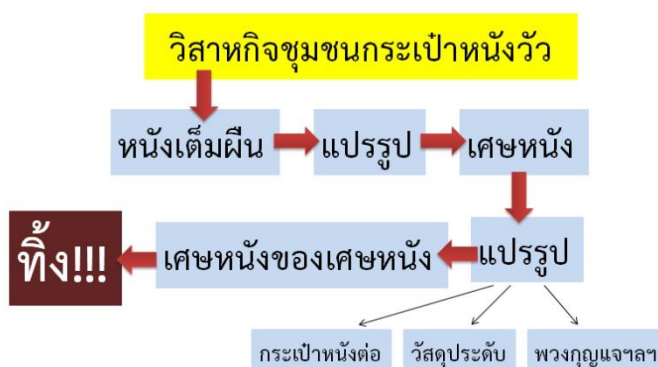 วิสาหกิจชุมชนกระเป๋าหนังวัว
หนังเต็มผืน
แปรรูป
เศษหนัง
ทิ้ง!!!
เศษหนังของเศษหนัง
แปรรูป
กระเป๋าหนังต่อ
วัสดุประดับ
พวงกุญแจฯลฯ